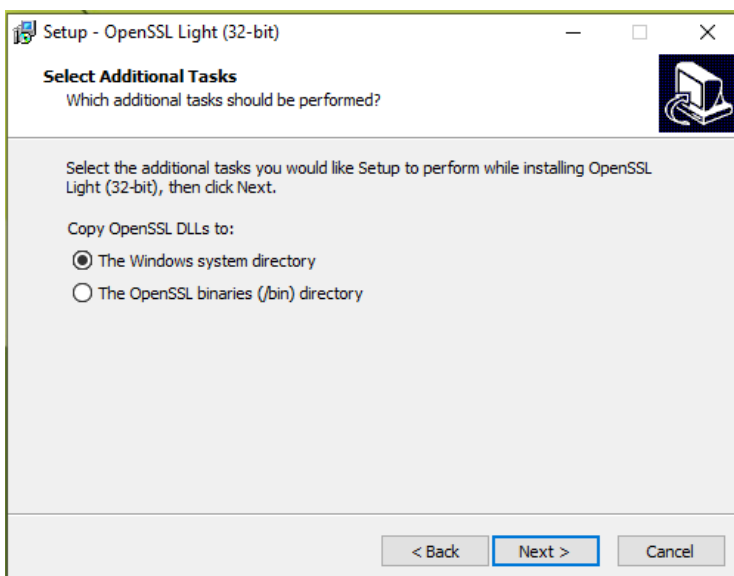 Setup - OpenSSL Light (32-bit)
Select Additional Tasks
Which additional tasks should be performed?
Select the additional tasks you would like Setup to perform while installing OpenSSL
Light (32-bit), then click Next.
Copy OpenSSL DLLs to:
The Windows system directory
The OpenSSL binaries (/bin) directory
< Back Next > Cancel